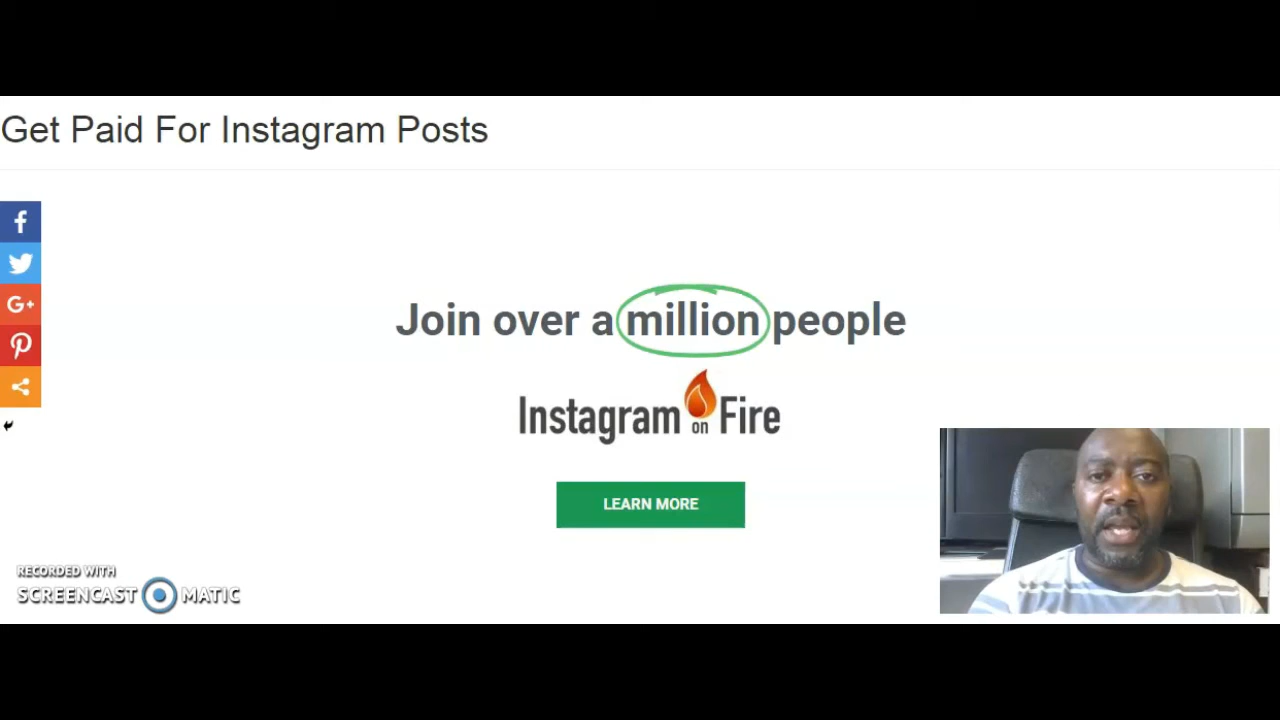 Get Paid For Instagram Posts
f
G+
Join over a million people
Instagram on Fire
LEARN MORE
RECORDED WITH
SCREENCAST MATIC